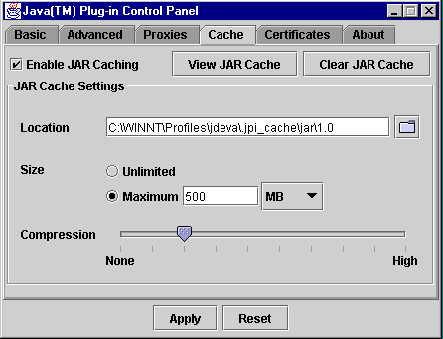 Java(TM) Plug-in Control Panel
Basic Advanced Proxies Cache Certificates About
Enable JAR Caching View JAR Cache Clear JAR Cache
JAR Cache Settings
Location C:\WINNT\Profiles\jdeva\.jpi_cache\jar\1.0
Size Unlimited
Maximum 500 MB
Compression
None High
Apply Reset